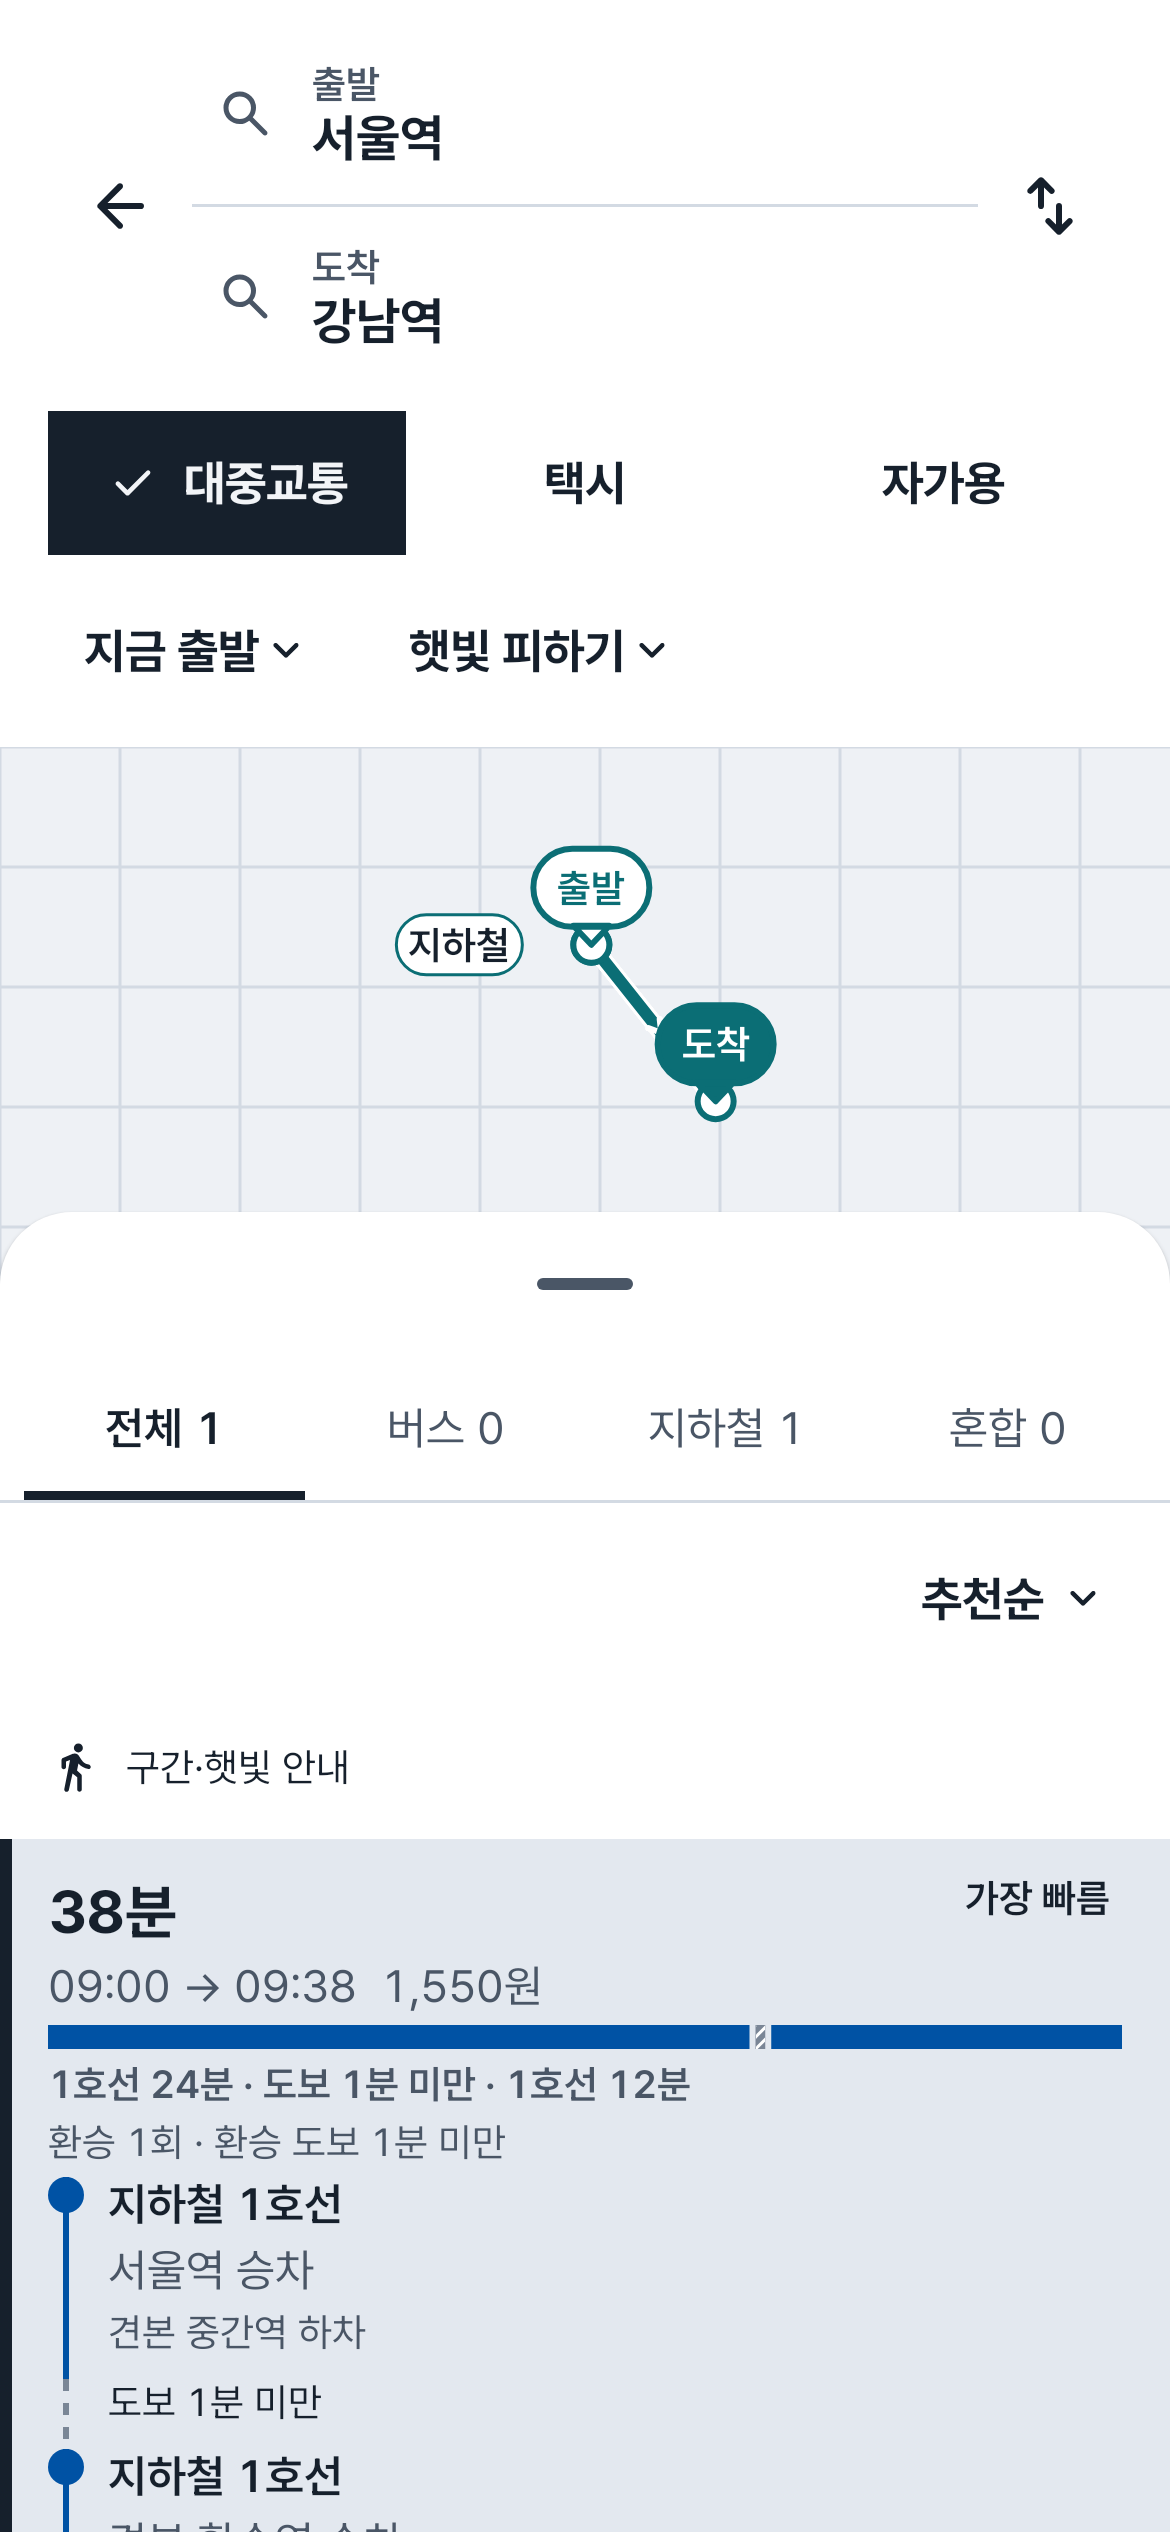 출발
서울역
도착
강남역
대중교통
택시
자가용
지금 출발
햇빛 피하기
출발
지하철
도착
전체 1
버스 0
지하철 1
혼합 0
추천순
구간·햇빛 안내
38분
가장 빠름
09:00 → 09:38 1,550원
1호선 24분 · 도보 1분 미만 · 1호선 12분
환승 1회 · 환승 도보 1분 미만
지하철 1호선
서울역 승차
견본 중간역 하차
도보 1분 미만
지하철 1호선